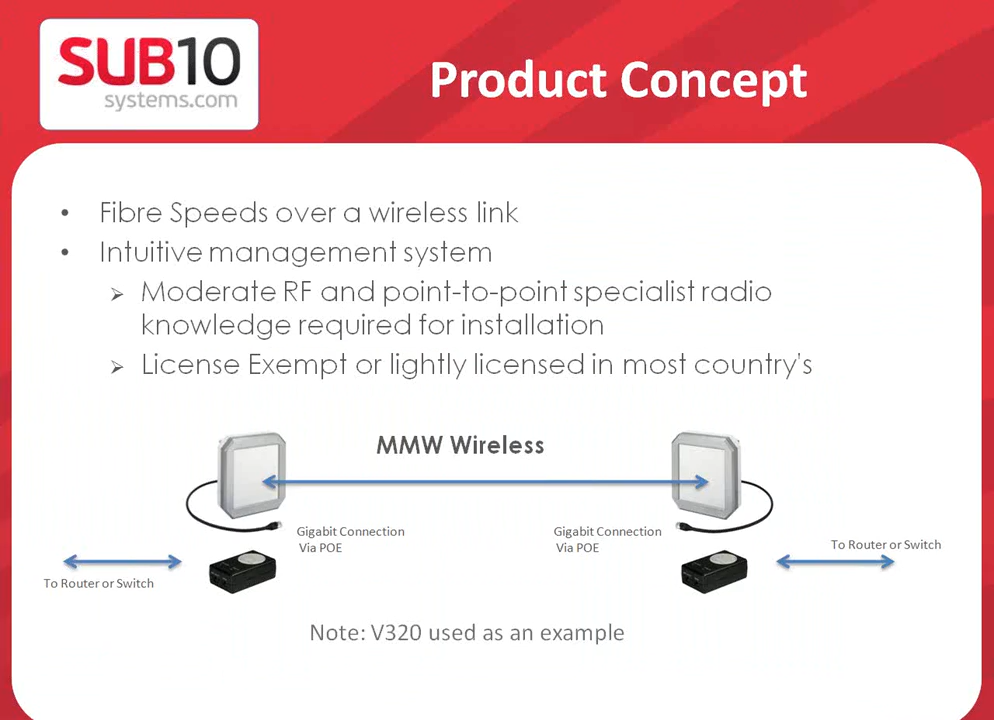 SUB10
systems.com
Product Concept
• Fibre Speeds over a wireless link
• Intuitive management system
➢ Moderate RF and point-to-point specialist radio
knowledge required for installation
➢ License Exempt or lightly licensed in most country's
MMW Wireless
Gigabit Connection
Via POE
Gigabit Connection
Via POE
To Router or Switch
To Router or Switch
Note: V320 used as an example